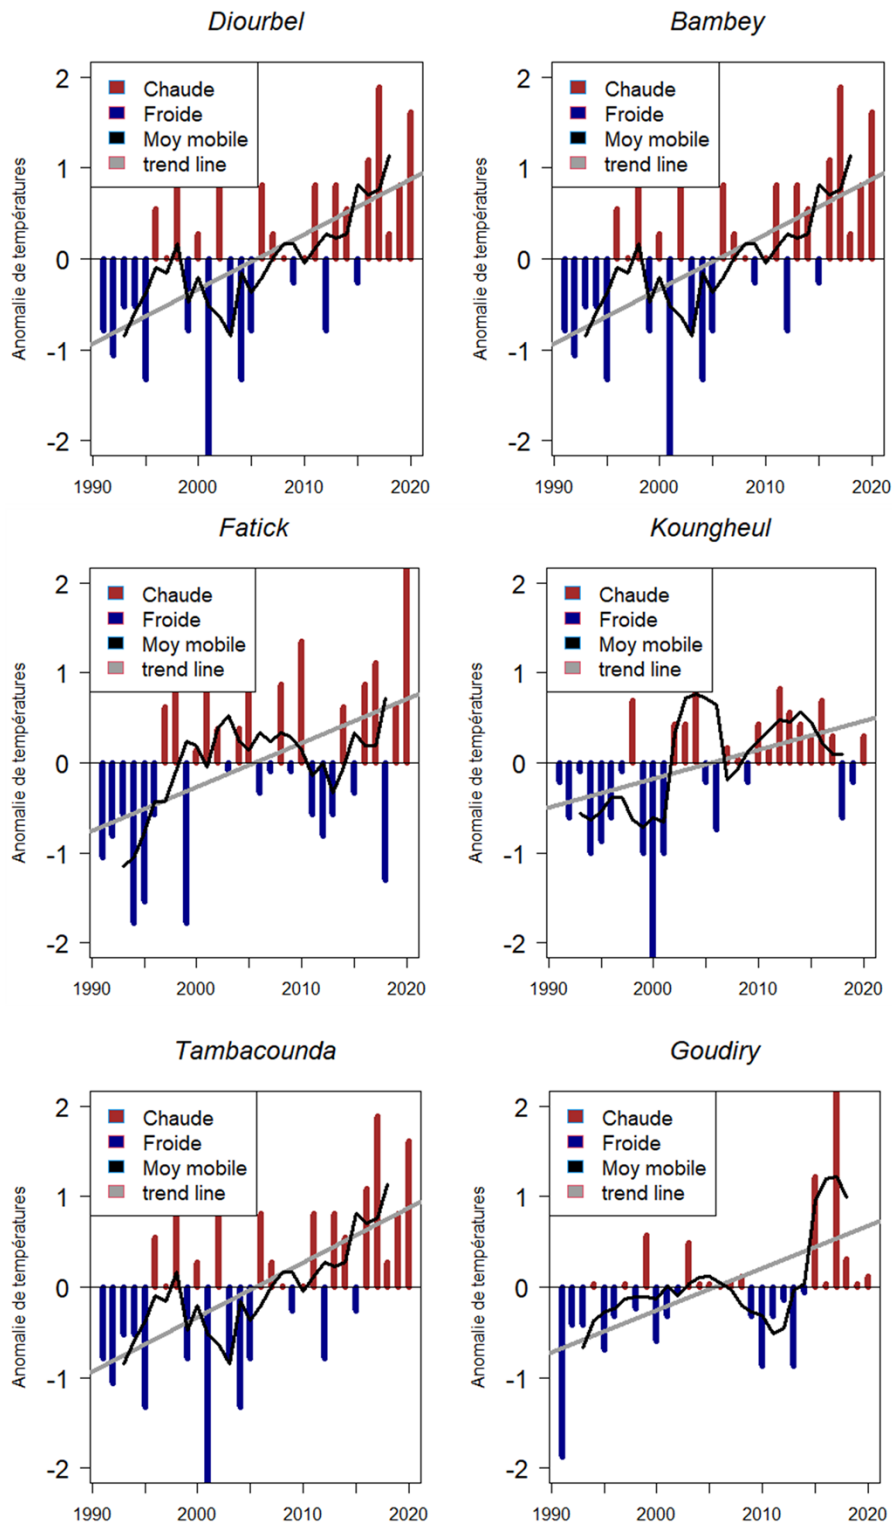 Diourbel
Anomalie de températures
2
1
0
-1
-2
Chaude
Froide
Moy mobile
trend line
1990 2000 2010 2020
Bambey
Anomalie de températures
2
1
0
-1
-2
Chaude
Froide
Moy mobile
trend line
1990 2000 2010 2020
Fatick
Anomalie de températures
2
1
0
-1
-2
Chaude
Froide
Moy mobile
trend line
1990 2000 2010 2020
Koungheul
Anomalie de températures
2
1
0
-1
-2
Chaude
Froide
Moy mobile
trend line
1990 2000 2010 2020
Tambacounda
Anomalie de températures
2
1
0
-1
-2
Chaude
Froide
Moy mobile
trend line
1990 2000 2010 2020
Goudiry
Anomalie de températures
2
1
0
-1
-2
Chaude
Froide
Moy mobile
trend line
1990 2000 2010 2020